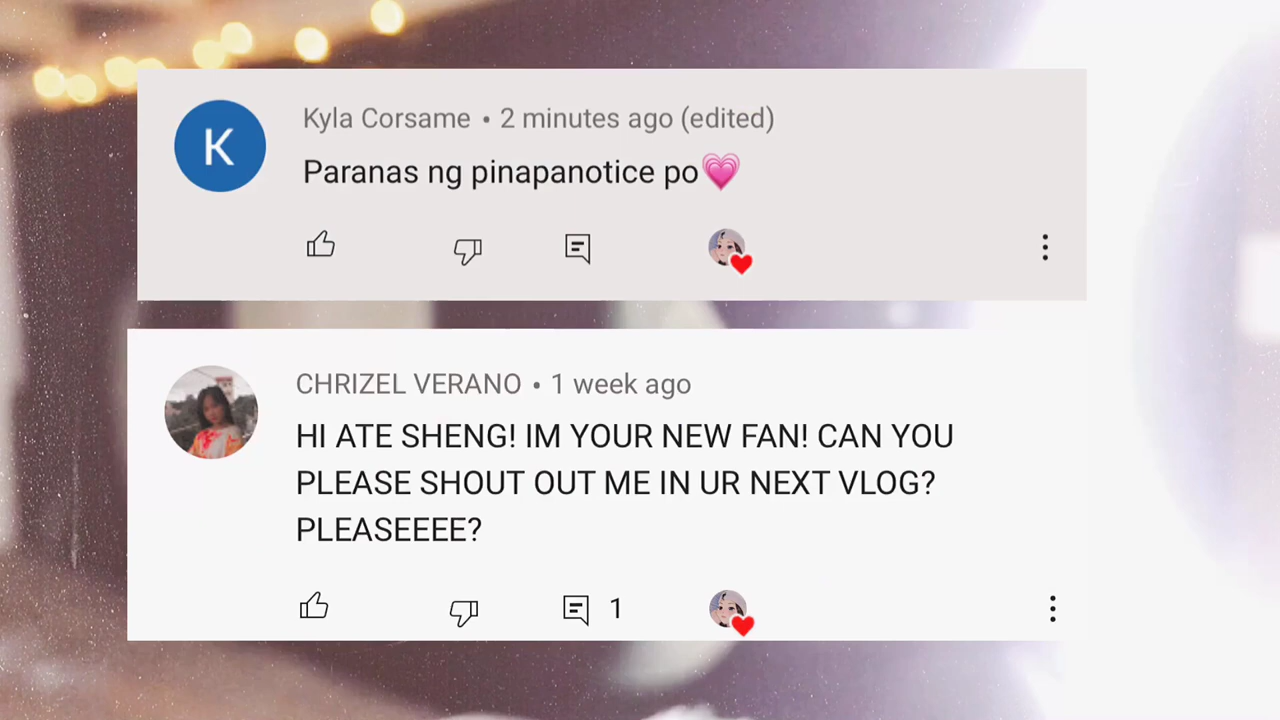 K
Kyla Corsame • 2 minutes ago (edited)
Paranas ng pinapanotice po💗
CHRIZEL VERANO • 1 week ago
HI ATE SHENG! IM YOUR NEW FAN! CAN YOU
PLEASE SHOUT OUT ME IN UR NEXT VLOG?
PLEASEEEE?
1